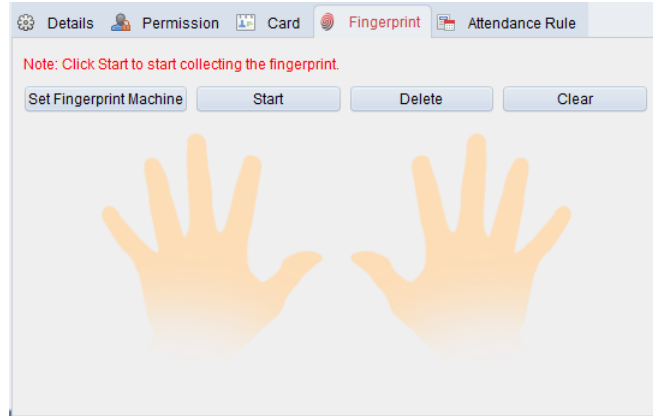 Details Permission Card Fingerprint Attendance Rule
Note: Click Start to start collecting the fingerprint.
Set Fingerprint Machine Start Delete Clear